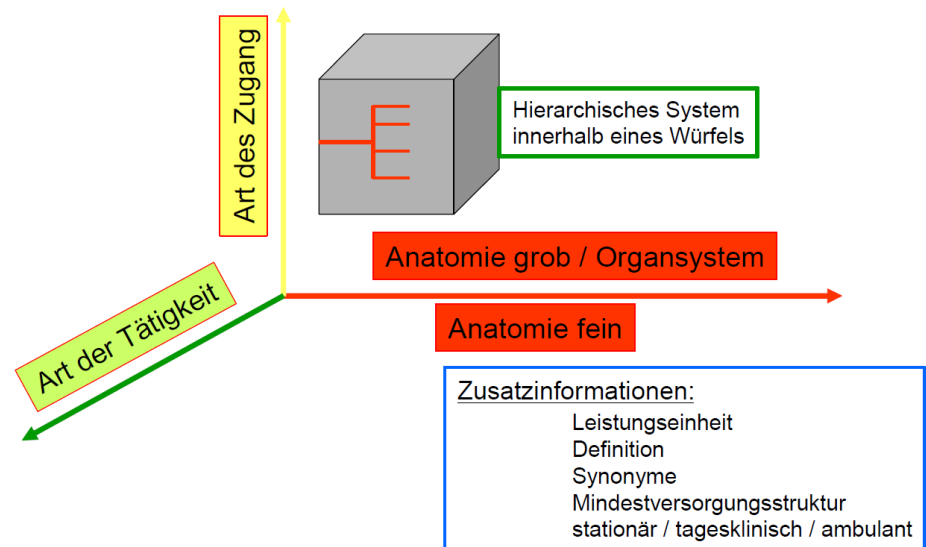 Art des Zugang
Hierarchisches System
innerhalb eines Würfels
Anatomie grob / Organsystem
Art der Tätigkeit
Anatomie fein
Zusatzinformationen:
Leistungseinheit
Definition
Synonyme
Mindestversorgungsstruktur
stationär / tagesklinisch / ambulant